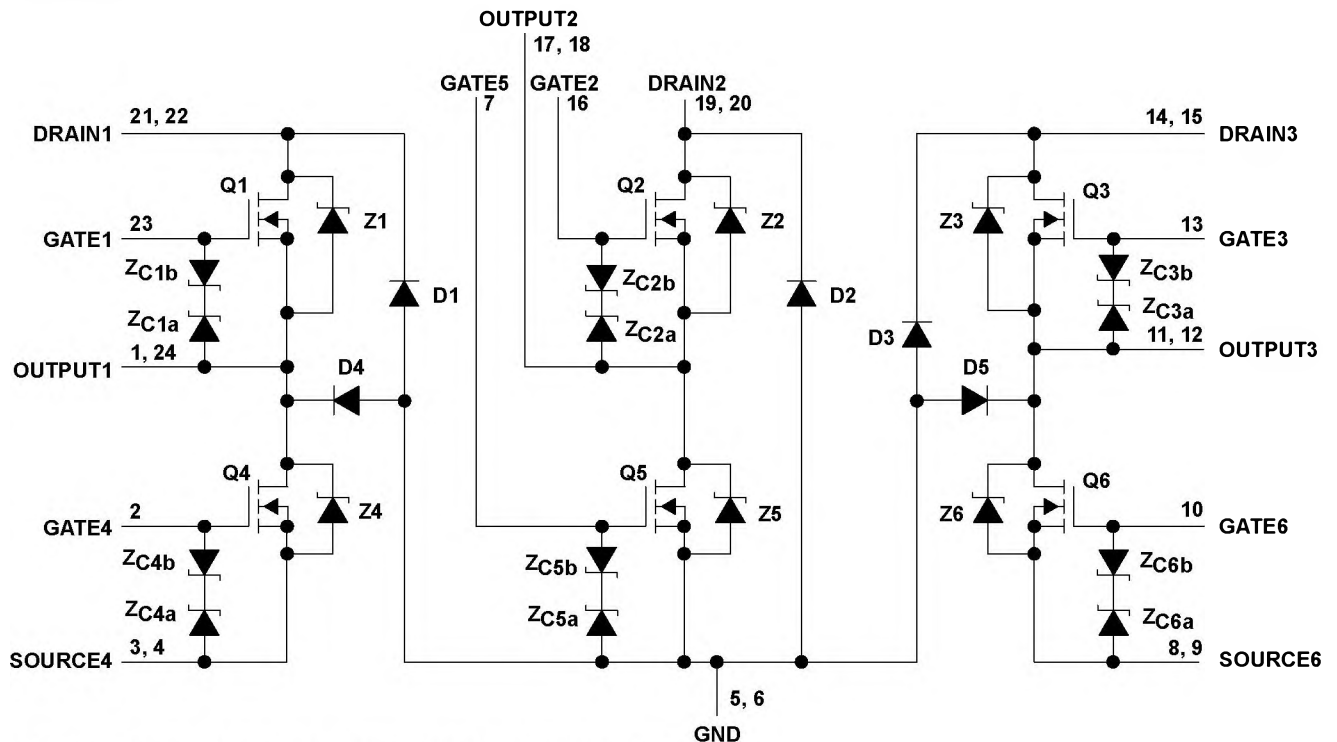 OUTPUT2
17, 18
GATE5
7
GATE2
16
DRAIN2
19, 20
DRAIN1
21, 22
14, 15
DRAIN3
Q1
Z1
Q2
Z2
Z3
Q3
GATE1
23
13
GATE3
ZC1b
ZC1a
D1
ZC2b
ZC2a
D2
D3
ZC3b
ZC3a
OUTPUT1
1, 24
11, 12
OUTPUT3
D4
D5
Q4
Z4
Q5
Z5
Z6
Q6
GATE4
2
10
GATE6
ZC4b
ZC4a
ZC5b
ZC5a
ZC6b
ZC6a
SOURCE4
3, 4
8, 9
SOURCE6
5, 6
GND